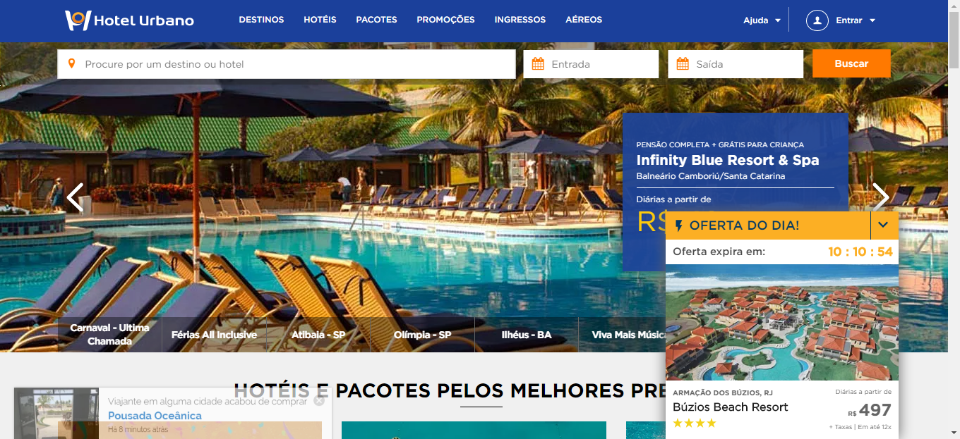 Hotel Urbano
DESTINOS HOTÉIS PACOTES PROMOÇÕES INGRESSOS AÉREOS
Ajuda
Entrar
Procure por um destino ou hotel
Entrada
Saída
Buscar
PENSÃO COMPLETA + GRÁTIS PARA CRIANÇA
Infinity Blue Resort & Spa
Balneário Camboriú/Santa Catarina
Diárias a partir de
R$
OFERTA DO DIA!
Oferta expira em: 10 : 10 : 54
ARMAÇÃO DOS BÚZIOS, RJ
Búzios Beach Resort
Diárias a partir de
R$ 497
+ Taxas | Em até 12x
Carnaval - Ultima
Chamada
Férias All Inclusive
Atibaia - SP
Olímpia - SP
Ilhéus - BA
Viva Mais Música
HOTÉIS E PACOTES PELOS MELHORES PRE
Viajante em alguma cidade acabou de comprar
Pousada Oceânica
Há 8 minutos atrás